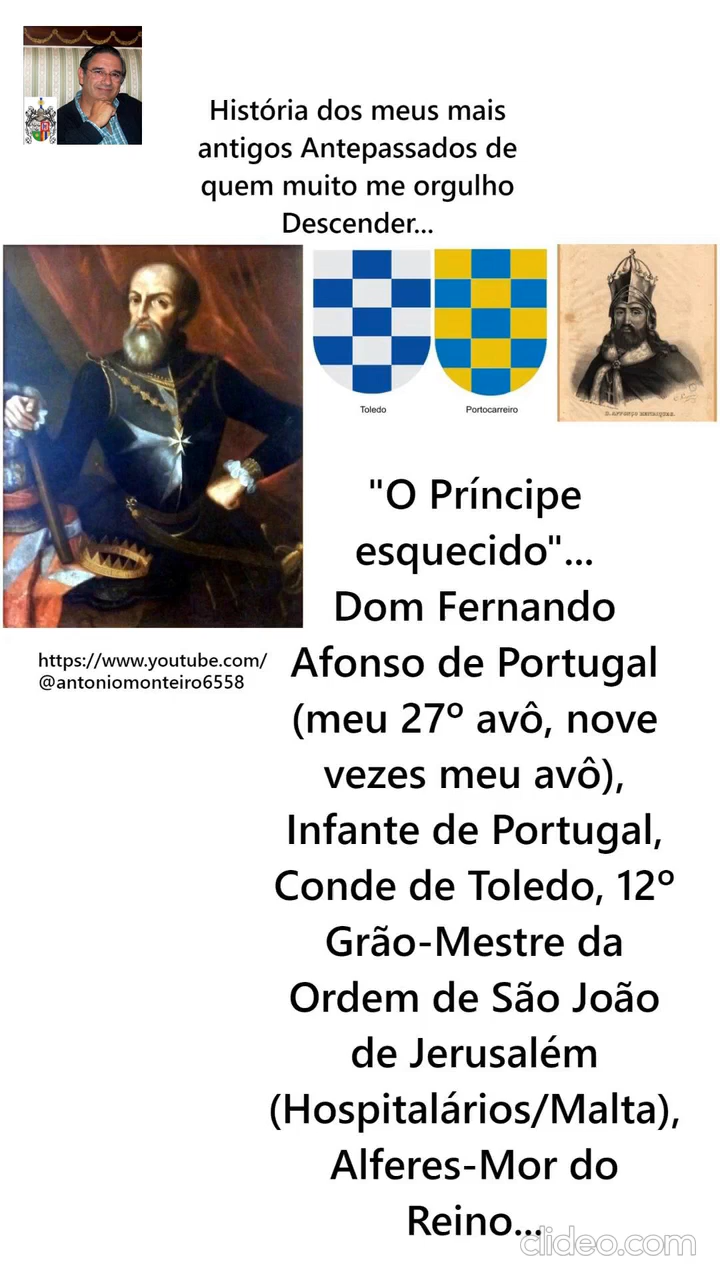 História dos meus mais
antigos Antepassados de
quem muito me orgulho
Descender...
Toledo
Portocarreiro
D. AFFONSO HENRIQUES.
"O Príncipe
esquecido"...
Dom Fernando
Afonso de Portugal
(meu 27º avô, nove
vezes meu avô),
Infante de Portugal,
Conde de Toledo, 12º
Grão-Mestre da
Ordem de São João
de Jerusalém
(Hospitalários/Malta),
Alferes-Mor do
Reino...
https://www.youtube.com/
@antoniomonteiro6558
clideo.com